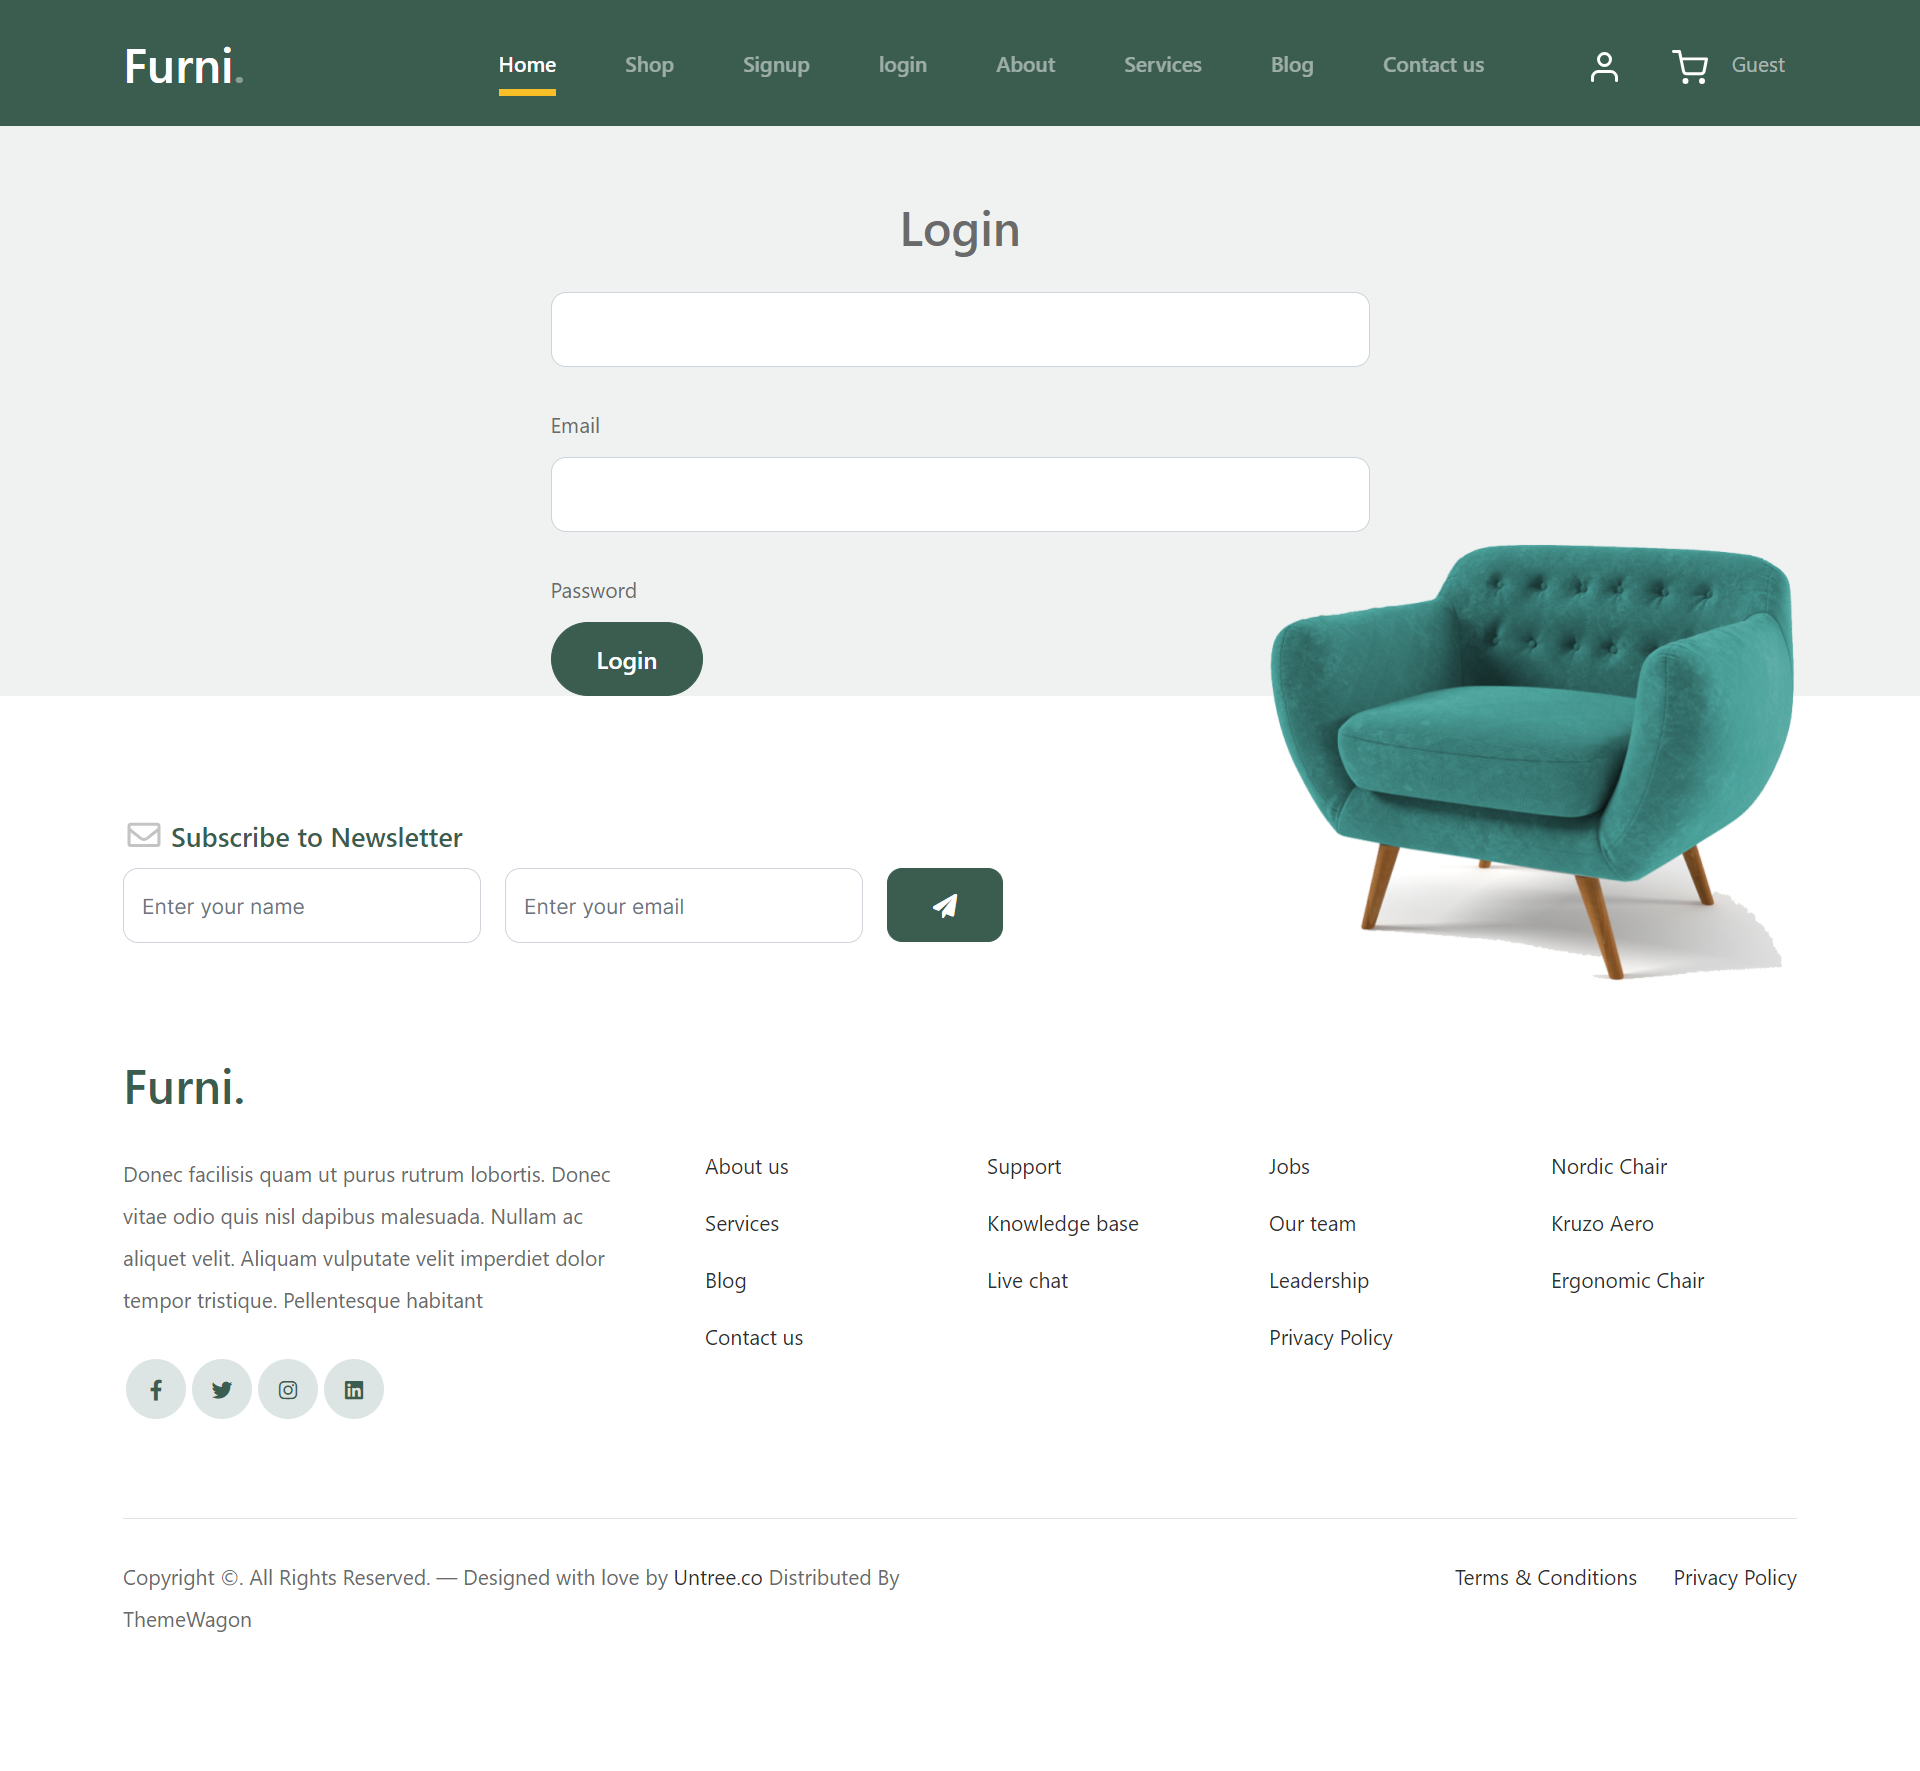 Furni.
Home Shop Signup login About Services Blog Contact us Guest
Login
Email
Password
Login
Subscribe to Newsletter
Enter your name Enter your email
Furni.
Donec facilisis quam ut purus rutrum lobortis. Donec
vitae odio quis nisl dapibus malesuada. Nullam ac
aliquet velit. Aliquam vulputate velit imperdiet dolor
tempor tristique. Pellentesque habitant
About us
Services
Blog
Contact us
Support
Knowledge base
Live chat
Jobs
Our team
Leadership
Privacy Policy
Nordic Chair
Kruzo Aero
Ergonomic Chair
Copyright ©. All Rights Reserved. — Designed with love by Untree.co Distributed By
ThemeWagon
Terms & Conditions Privacy Policy